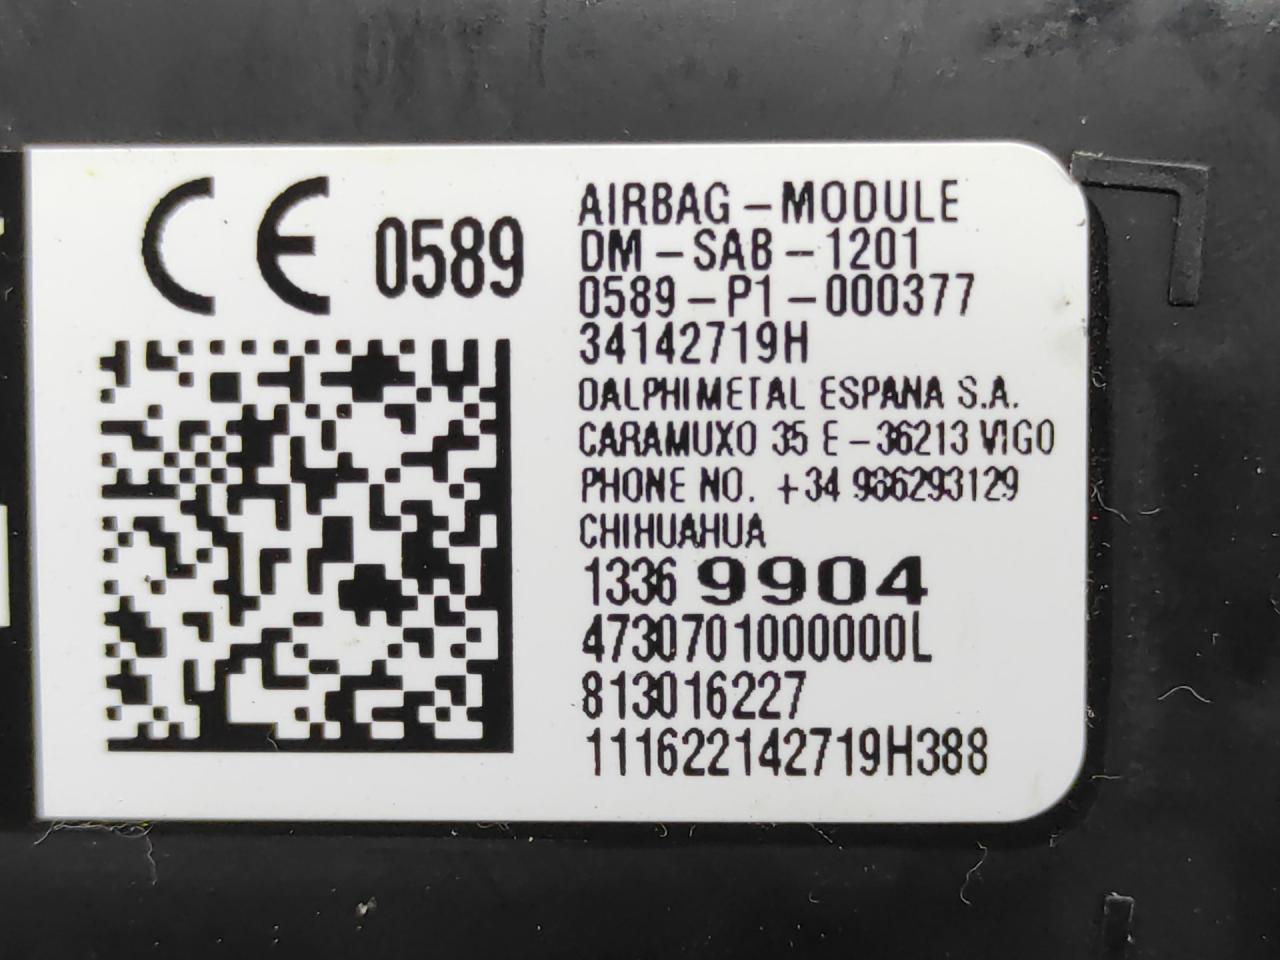 CE 0589
AIRBAG-MODULE
DM-SAB-1201
0589-P1-000377
34142719H
DALPHIMETAL ESPANA S.A.
CARAMUXO 35 E-36213 VIGO
PHONE NO. +34 986293129
CHIHUAHUA
1336 9904
4730701000000L
813016227
111622142719H388